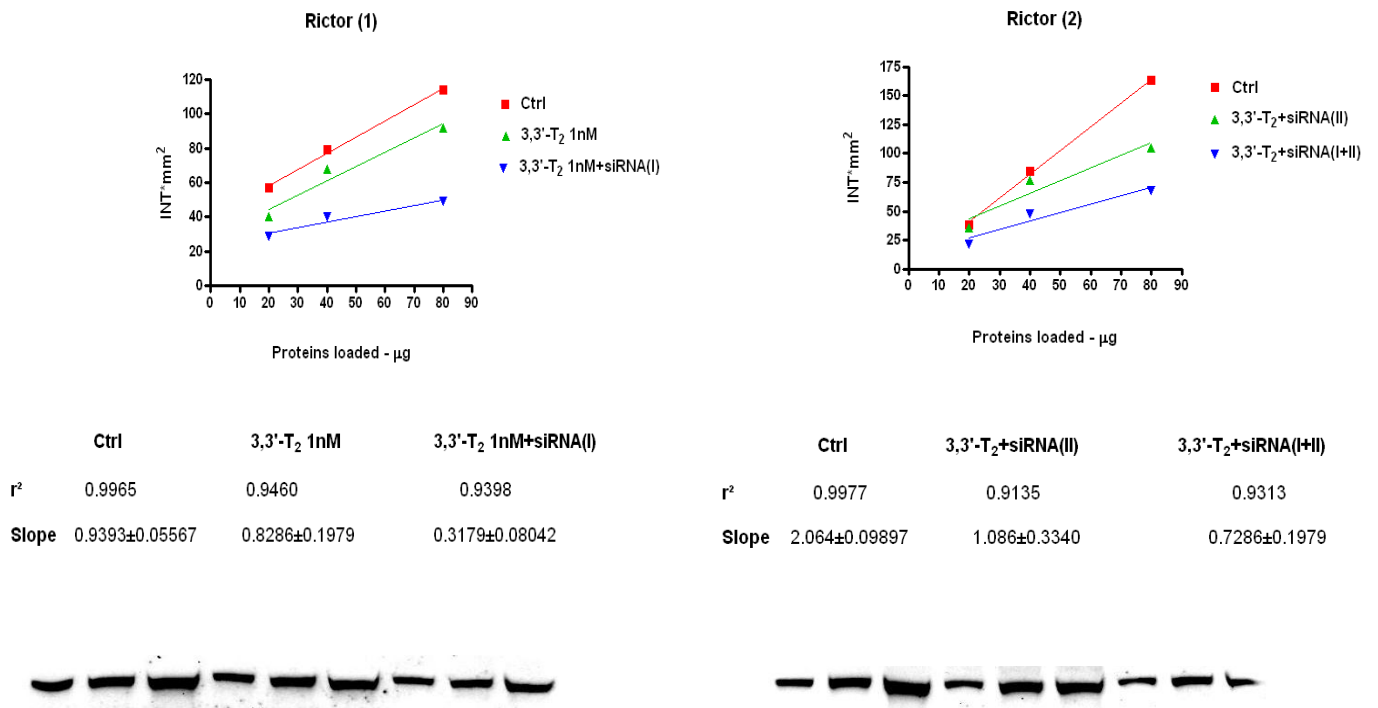 Rictor (1)
120
100
80
60
40
20
0
INT*mm²
0 10 20 30 40 50 60 70 80 90
Proteins loaded - µg
Ctrl
3,3'-T₂ 1nM
3,3'-T₂ 1nM+siRNA(I)
Rictor (2)
175
150
125
100
75
50
25
0
INT*mm²
0 10 20 30 40 50 60 70 80 90
Proteins loaded - µg
Ctrl
3,3'-T₂+siRNA(II)
3,3'-T₂+siRNA(I+II)
Ctrl 3,3'-T₂ 1nM 3,3'-T₂ 1nM+siRNA(I)
r² 0.9965 0.9460 0.9398
Slope 0.9393±0.05567 0.8286±0.1979 0.3179±0.08042
Ctrl 3,3'-T₂+siRNA(II) 3,3'-T₂+siRNA(I+II)
r² 0.9977 0.9135 0.9313
Slope 2.064±0.09897 1.086±0.3340 0.7286±0.1979